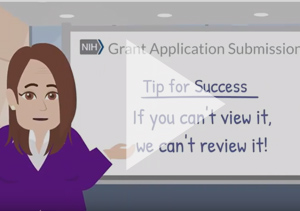 NIH Grant Application Submission
Tip for Success
If you can't view it,
we can't review it!